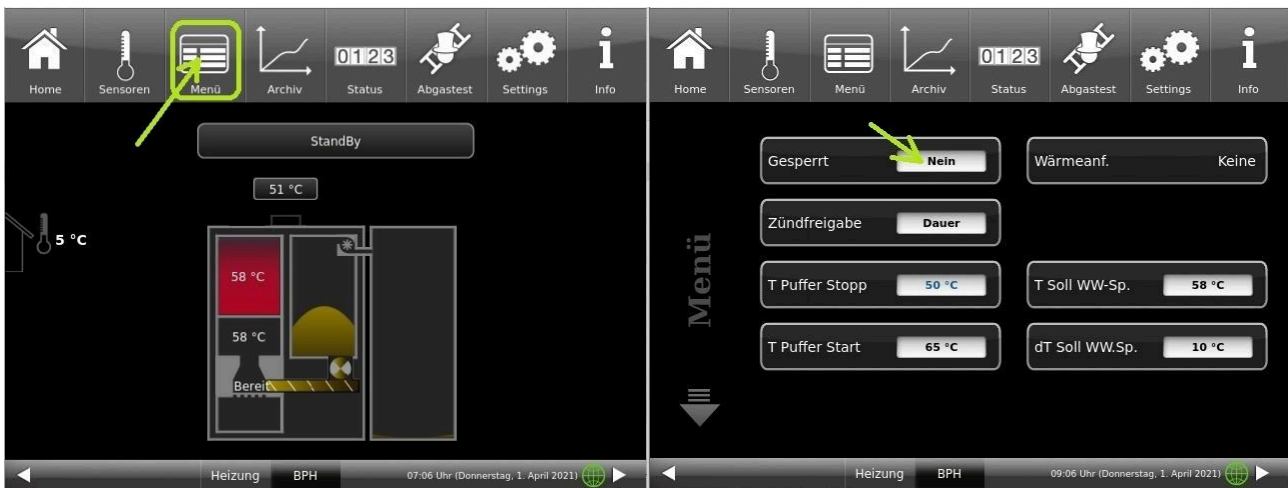 Home Sensoren Menü Archiv 0123 Status Abgastest Settings i Info
StandBy
51 °C
5 °C
58 °C
58 °C
Bereit
Heizung BPH 07:06 Uhr (Donnerstag, 1. April 2021)
Home Sensoren Menü Archiv 0123 Status Abgastest Settings i Info
Menü
Gesperrt Nein Wärmeanf. Keine
Zündfreigabe Dauer
T Puffer Stopp 50 °C T Soll WW-Sp. 58 °C
T Puffer Start 65 °C dT Soll WW.Sp. 10 °C
Heizung BPH 09:06 Uhr (Donnerstag, 1. April 2021)